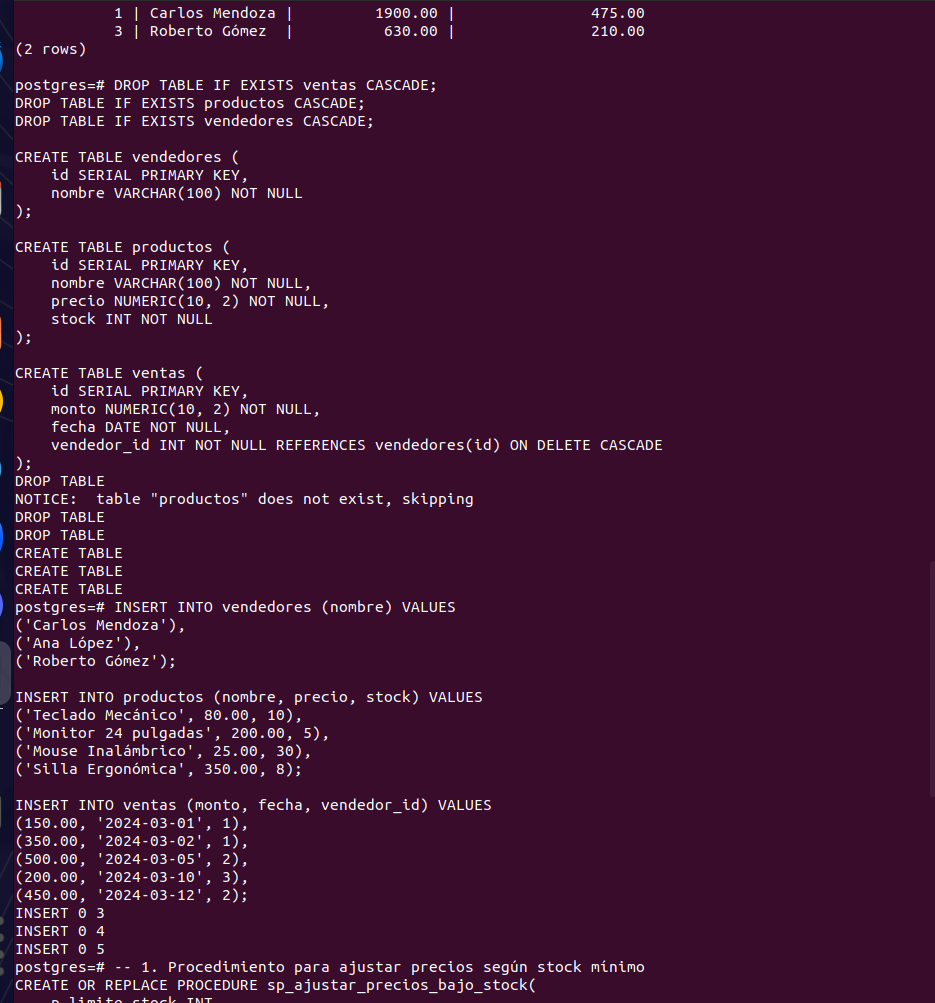 1 | Carlos Mendoza |         1900.00 |               475.00
           3 | Roberto Gómez  |          630.00 |               210.00
(2 rows)

postgres=# DROP TABLE IF EXISTS ventas CASCADE;
DROP TABLE IF EXISTS productos CASCADE;
DROP TABLE IF EXISTS vendedores CASCADE;

CREATE TABLE vendedores (
    id SERIAL PRIMARY KEY,
    nombre VARCHAR(100) NOT NULL
);

CREATE TABLE productos (
    id SERIAL PRIMARY KEY,
    nombre VARCHAR(100) NOT NULL,
    precio NUMERIC(10, 2) NOT NULL,
    stock INT NOT NULL
);

CREATE TABLE ventas (
    id SERIAL PRIMARY KEY,
    monto NUMERIC(10, 2) NOT NULL,
    fecha DATE NOT NULL,
    vendedor_id INT NOT NULL REFERENCES vendedores(id) ON DELETE CASCADE
);
DROP TABLE
NOTICE:  table "productos" does not exist, skipping
DROP TABLE
DROP TABLE
CREATE TABLE
CREATE TABLE
CREATE TABLE
postgres=# INSERT INTO vendedores (nombre) VALUES
('Carlos Mendoza'),
('Ana López'),
('Roberto Gómez');

INSERT INTO productos (nombre, precio, stock) VALUES
('Teclado Mecánico', 80.00, 10),
('Monitor 24 pulgadas', 200.00, 5),
('Mouse Inalámbrico', 25.00, 30),
('Silla Ergonómica', 350.00, 8);

INSERT INTO ventas (monto, fecha, vendedor_id) VALUES
(150.00, '2024-03-01', 1),
(350.00, '2024-03-02', 1),
(500.00, '2024-03-05', 2),
(200.00, '2024-03-10', 3),
(450.00, '2024-03-12', 2);
INSERT 0 3
INSERT 0 4
INSERT 0 5
postgres=# -- 1. Procedimiento para ajustar precios según stock mínimo
CREATE OR REPLACE PROCEDURE sp_ajustar_precios_bajo_stock(
    p_limite_stock INT